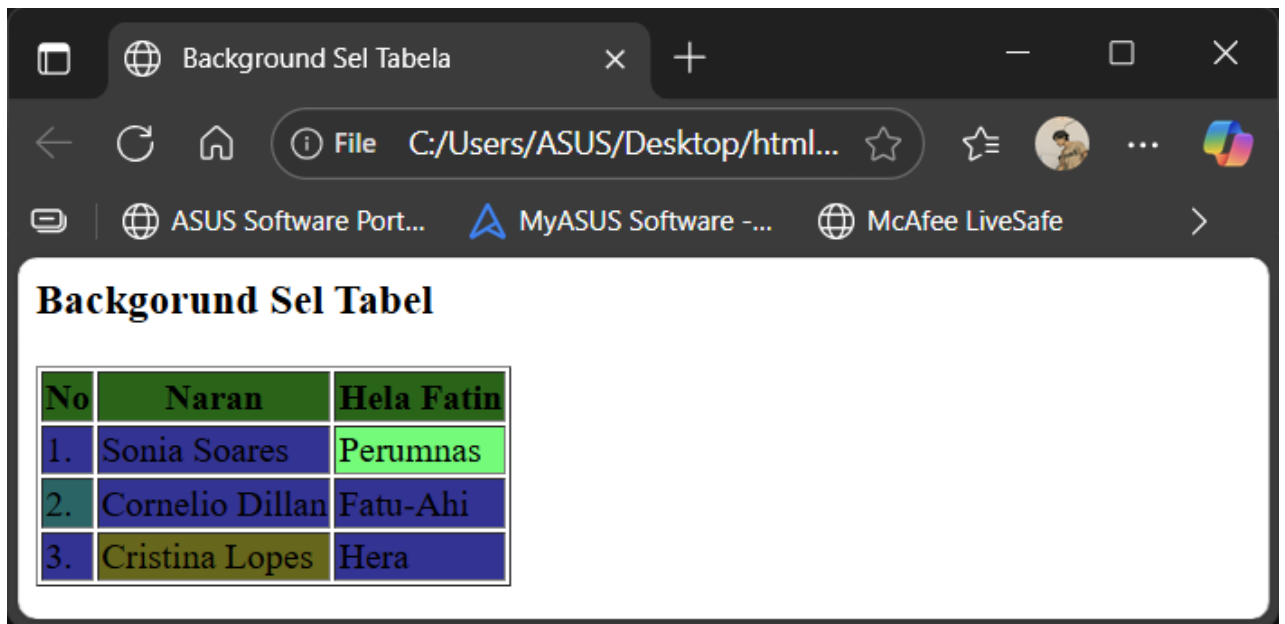 Background Sel Tabela
File C:/Users/ASUS/Desktop/html...
ASUS Software Port... MyASUS Software -... McAfee LiveSafe
Backgorund Sel Tabel
No Naran Hela Fatin
1. Sonia Soares Perumnas
2. Cornelio Dillan Fatu-Ahi
3. Cristina Lopes Hera